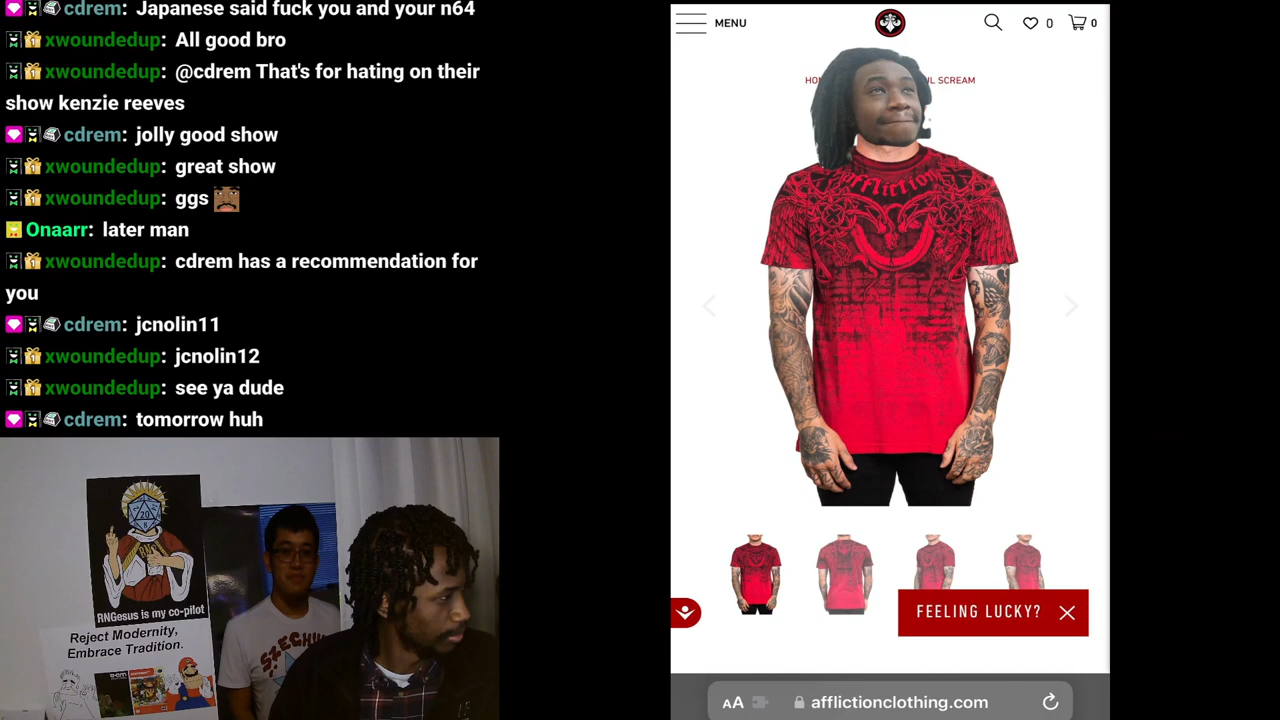 cdrem: Japanese said fuck you and your n64
xwoundedup: All good bro
xwoundedup: @cdrem That's for hating on their
show kenzie reeves
cdrem: jolly good show
xwoundedup: great show
xwoundedup: ggs
Onaarr: later man
xwoundedup: cdrem has a recommendation for
you
cdrem: jcnolin11
xwoundedup: jcnolin12
xwoundedup: see ya dude
cdrem: tomorrow huh
20
RNGesus is my co-pilot
Reject Modernity,
Embrace Tradition.
MENU
0
0
SCREAM
affliction
FEELING LUCKY?
AA
afflictionclothing.com